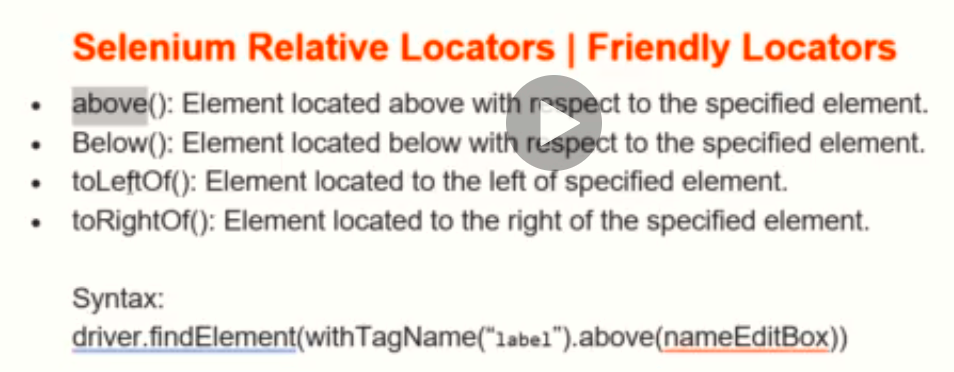 Selenium Relative Locators | Friendly Locators
• above(): Element located above with respect to the specified element.
• Below(): Element located below with respect to the specified element.
• toLeftOf(): Element located to the left of specified element.
• toRightOf(): Element located to the right of the specified element.
Syntax:
driver.findElement(withTagName(“label”).above(nameEditBox))